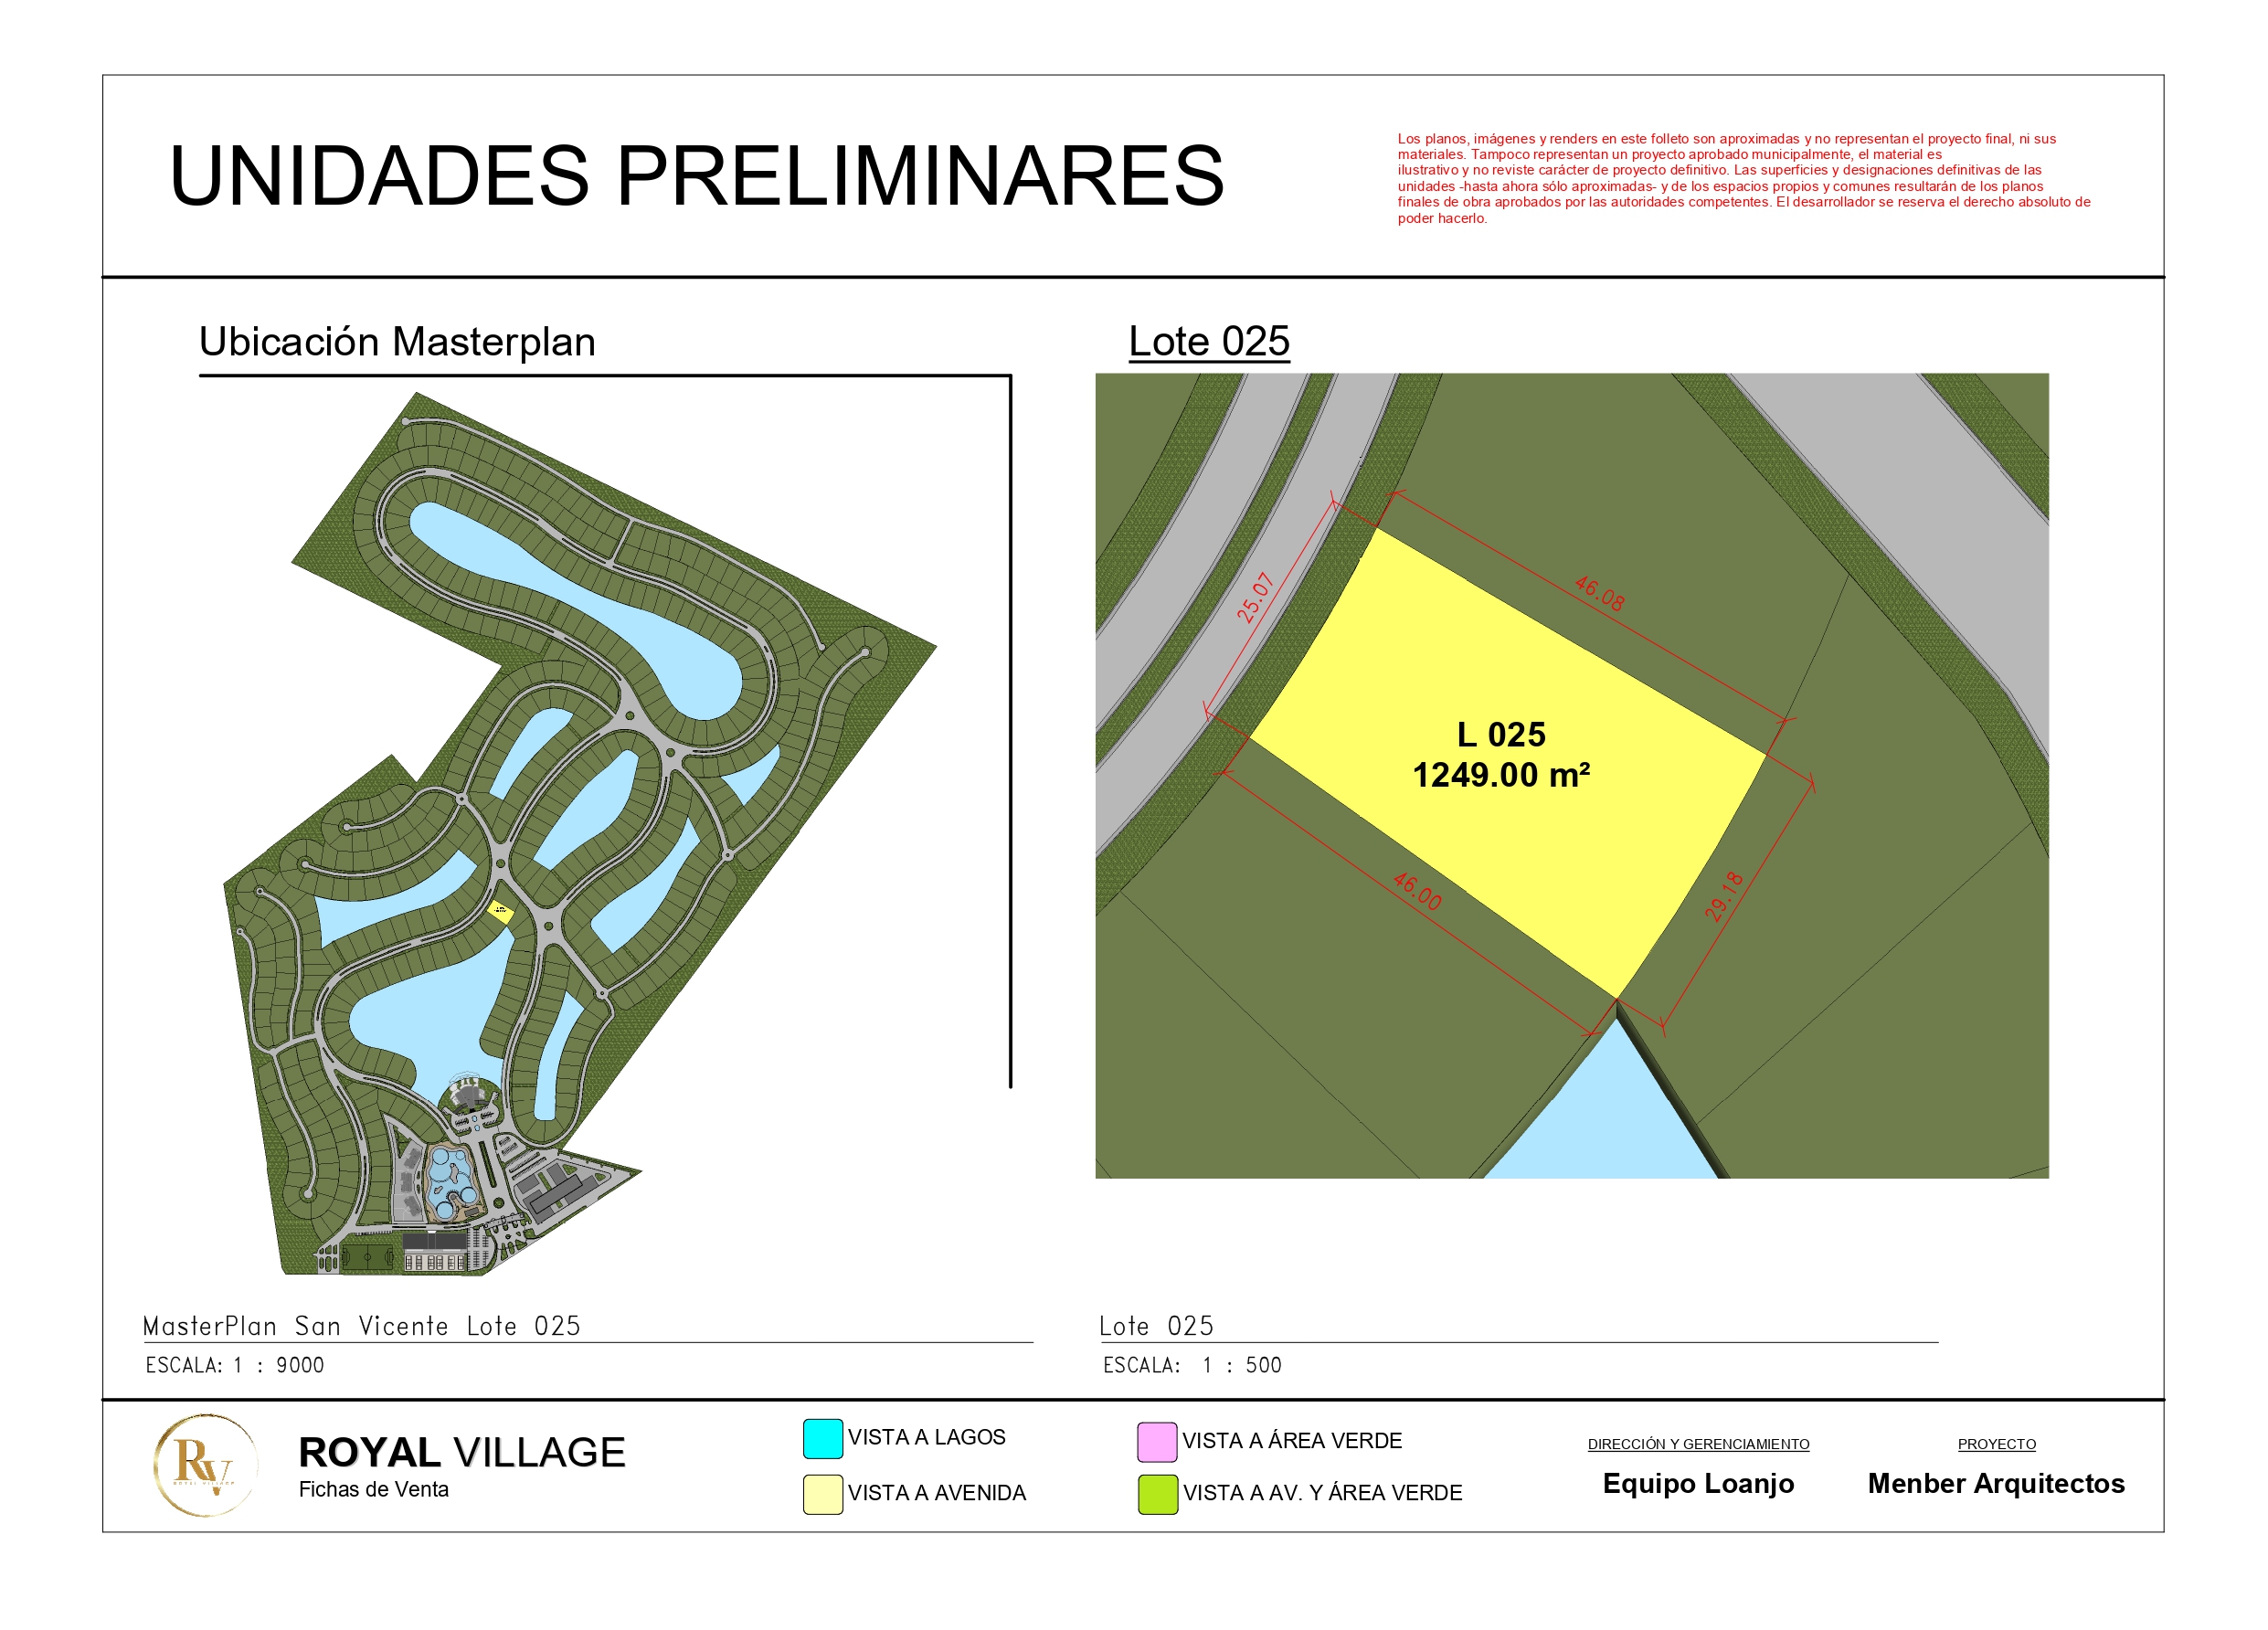 UNIDADES PRELIMINARES
Los planos, imágenes y renders en este folleto son aproximadas y no representan el proyecto final, ni sus
materiales. Tampoco representan un proyecto aprobado municipalmente, el material es
ilustrativo y no reviste carácter de proyecto definitivo. Las superficies y designaciones definitivas de las
unidades -hasta ahora sólo aproximadas- y de los espacios propios y comunes resultarán de los planos
finales de obra aprobados por las autoridades competentes. El desarrollador se reserva el derecho absoluto de
poder hacerlo.
Ubicación Masterplan
Lote 025
25.07
46.08
L 025
1249.00 m²
46.00
29.18
MasterPlan San Vicente Lote 025
ESCALA: 1 : 9000
Lote 025
ESCALA: 1 : 500
RV
ROYAL VILLAGE
ROYAL VILLAGE
Fichas de Venta
VISTA A LAGOS
VISTA A AVENIDA
VISTA A ÁREA VERDE
VISTA A AV. Y ÁREA VERDE
DIRECCIÓN Y GERENCIAMIENTO
Equipo Loanjo
PROYECTO
Menber Arquitectos